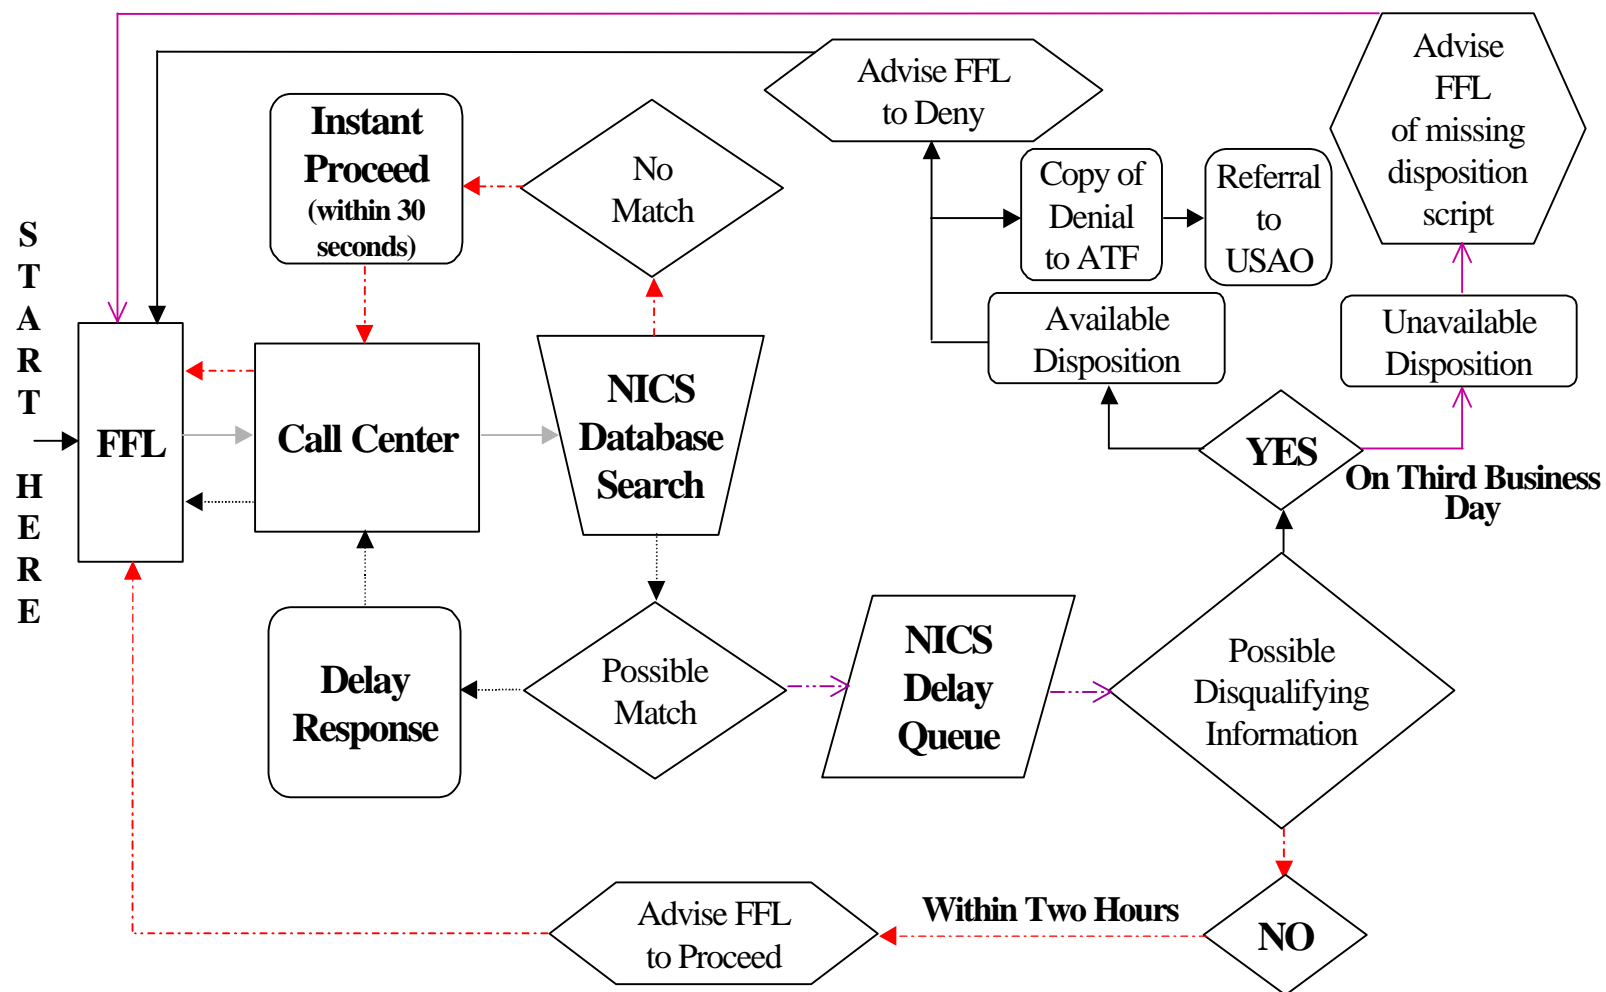 START
HERE
FFL
Instant
Proceed
(within 30
seconds)
No
Match
Call Center
NICS
Database
Search
Delay
Response
Possible
Match
NICS
Delay
Queue
Possible
Disqualifying
Information
YES
On Third Business
Day
Available
Disposition
Unavailable
Disposition
Advise FFL
to Deny
Copy of
Denial
to ATF
Referral
to
USAO
Advise
FFL
of missing
disposition
script
NO
Within Two Hours
Advise FFL
to Proceed